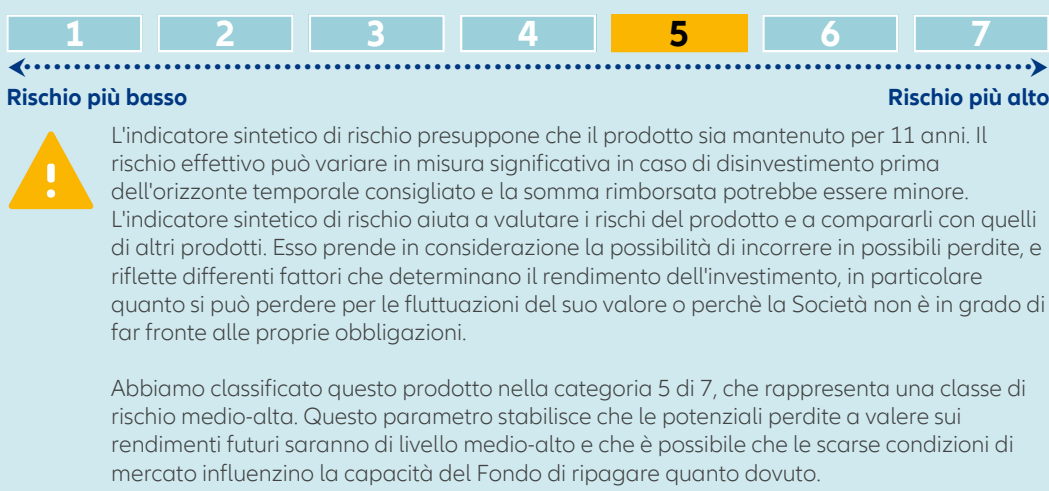 1 2 3 4 5 6 7
Rischio più basso Rischio più alto
L'indicatore sintetico di rischio presuppone che il prodotto sia mantenuto per 11 anni. Il
rischio effettivo può variare in misura significativa in caso di disinvestimento prima
dell'orizzonte temporale consigliato e la somma rimborsata potrebbe essere minore.
L'indicatore sintetico di rischio aiuta a valutare i rischi del prodotto e a compararli con quelli
di altri prodotti. Esso prende in considerazione la possibilità di incorrere in possibili perdite, e
riflette differenti fattori che determinano il rendimento dell'investimento, in particolare
quanto si può perdere per le fluttuazioni del suo valore o perchè la Società non è in grado di
far fronte alle proprie obbligazioni.
Abbiamo classificato questo prodotto nella categoria 5 di 7, che rappresenta una classe di
rischio medio-alta. Questo parametro stabilisce che le potenziali perdite a valere sui
rendimenti futuri saranno di livello medio-alto e che è possibile che le scarse condizioni di
mercato influenzino la capacità del Fondo di ripagare quanto dovuto.